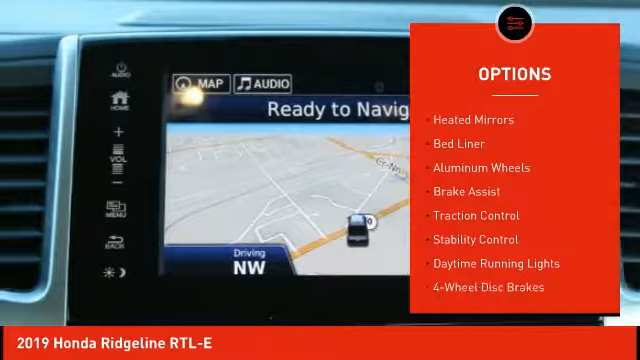 AUDIO
HOME
VOL
MENU
BACK
MAP
AUDIO
Ready to Navig
Driving
NW
OPTIONS
Heated Mirrors
Bed Liner
Aluminum Wheels
Brake Assist
Traction Control
Stability Control
Daytime Running Lights
4-Wheel Disc Brakes
2019 Honda Ridgeline RTL-E